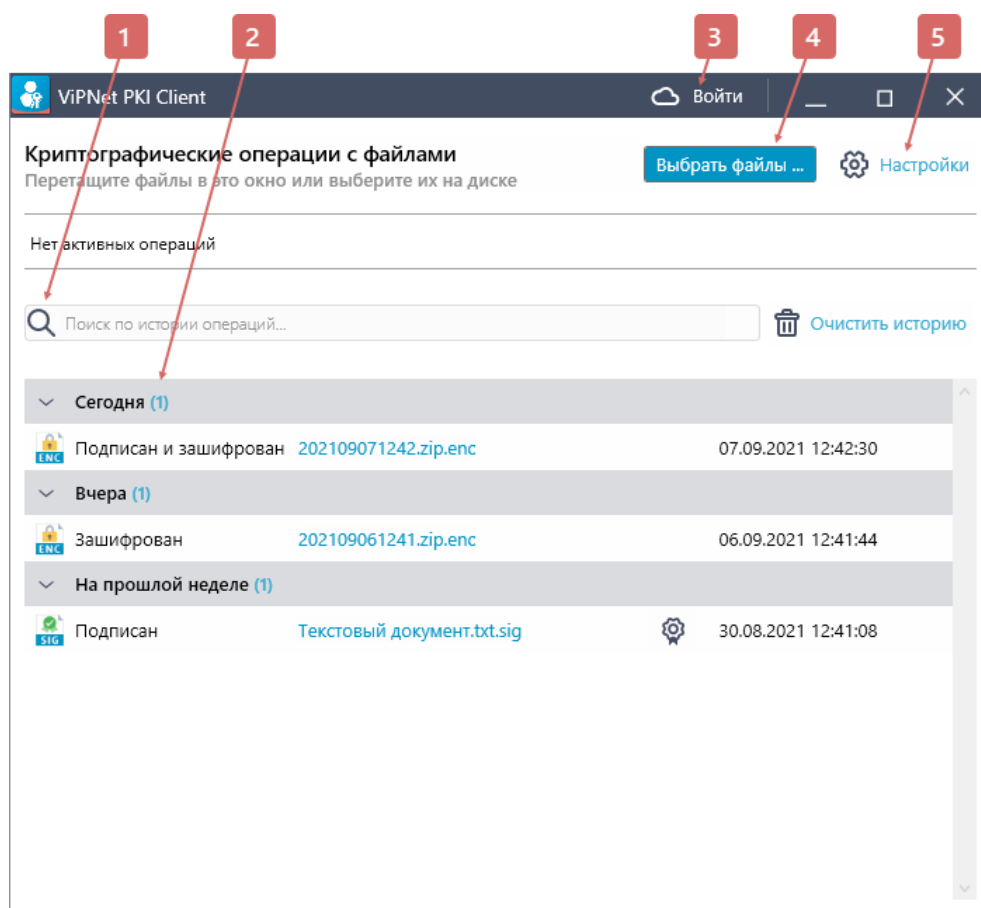 1 2 3 4 5
ViPNet PKI Client Войти
Криптографические операции с файлами Выбрать файлы ... Настройки
Перетащите файлы в это окно или выберите их на диске
Нет активных операций
Поиск по истории операций... Очистить историю
Сегодня (1)
ENC Подписан и зашифрован 202109071242.zip.enc 07.09.2021 12:42:30
Вчера (1)
ENC Зашифрован 202109061241.zip.enc 06.09.2021 12:41:44
На прошлой неделе (1)
SIG Подписан Текстовый документ.txt.sig 30.08.2021 12:41:08